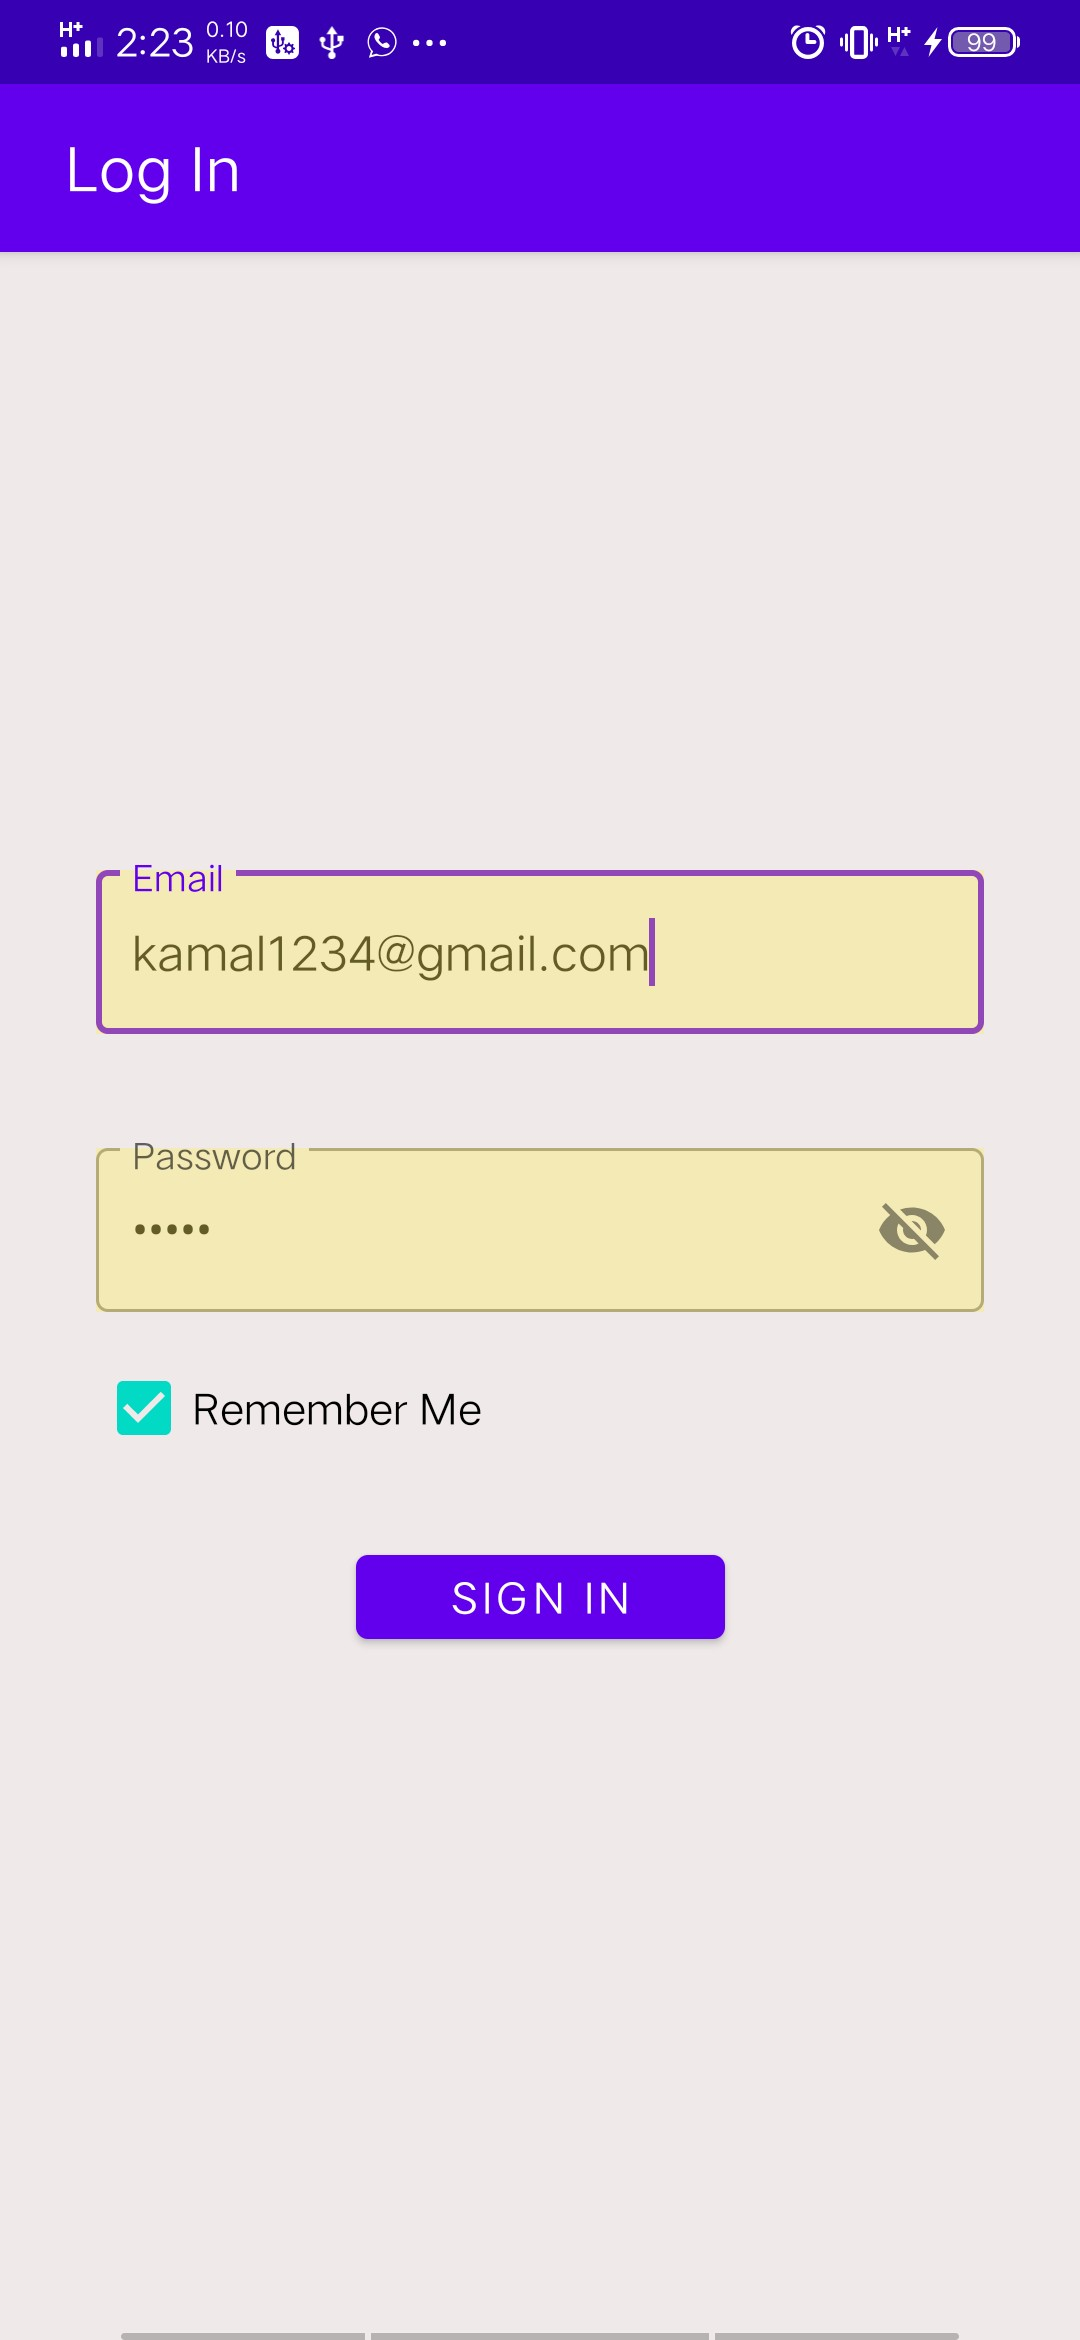 H+ 2:23 0.10 KB/s H+ 99
Log In
Email
kamal1234@gmail.com
Password
•••••
Remember Me
SIGN IN